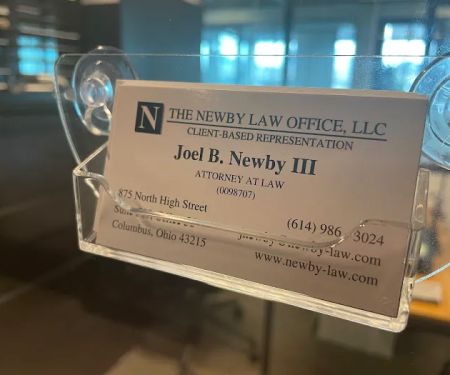 N
THE NEWBY LAW OFFICE, LLC
CLIENT-BASED REPRESENTATION
Joel B. Newby III
ATTORNEY AT LAW
(0098707)
875 North High Street
Columbus, Ohio 43215
(614) 986 3024
www.newby-law.com